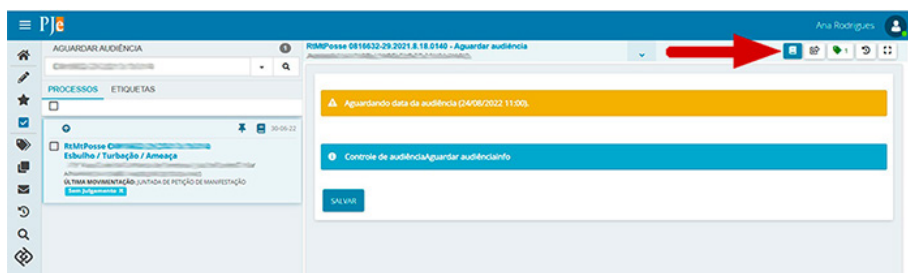 PJe
Ana Rodrigues
AGUARDAR AUDIÊNCIA
1
PROCESSOS ETIQUETAS
30-06-22
RtMtPosse
Esbulho / Turbação / Ameaça
ÚLTIMA MOVIMENTAÇÃO: JUNTADA DE PETIÇÃO DE MANIFESTAÇÃO
Sem Julgamento X
RtMtPosse 0816632-29.2021.8.18.0140 - Aguardar audiência
1
Aguardando data da audiência (24/08/2022 11:00).
Controle de audiênciaAguardar audiênciainfo
SALVAR